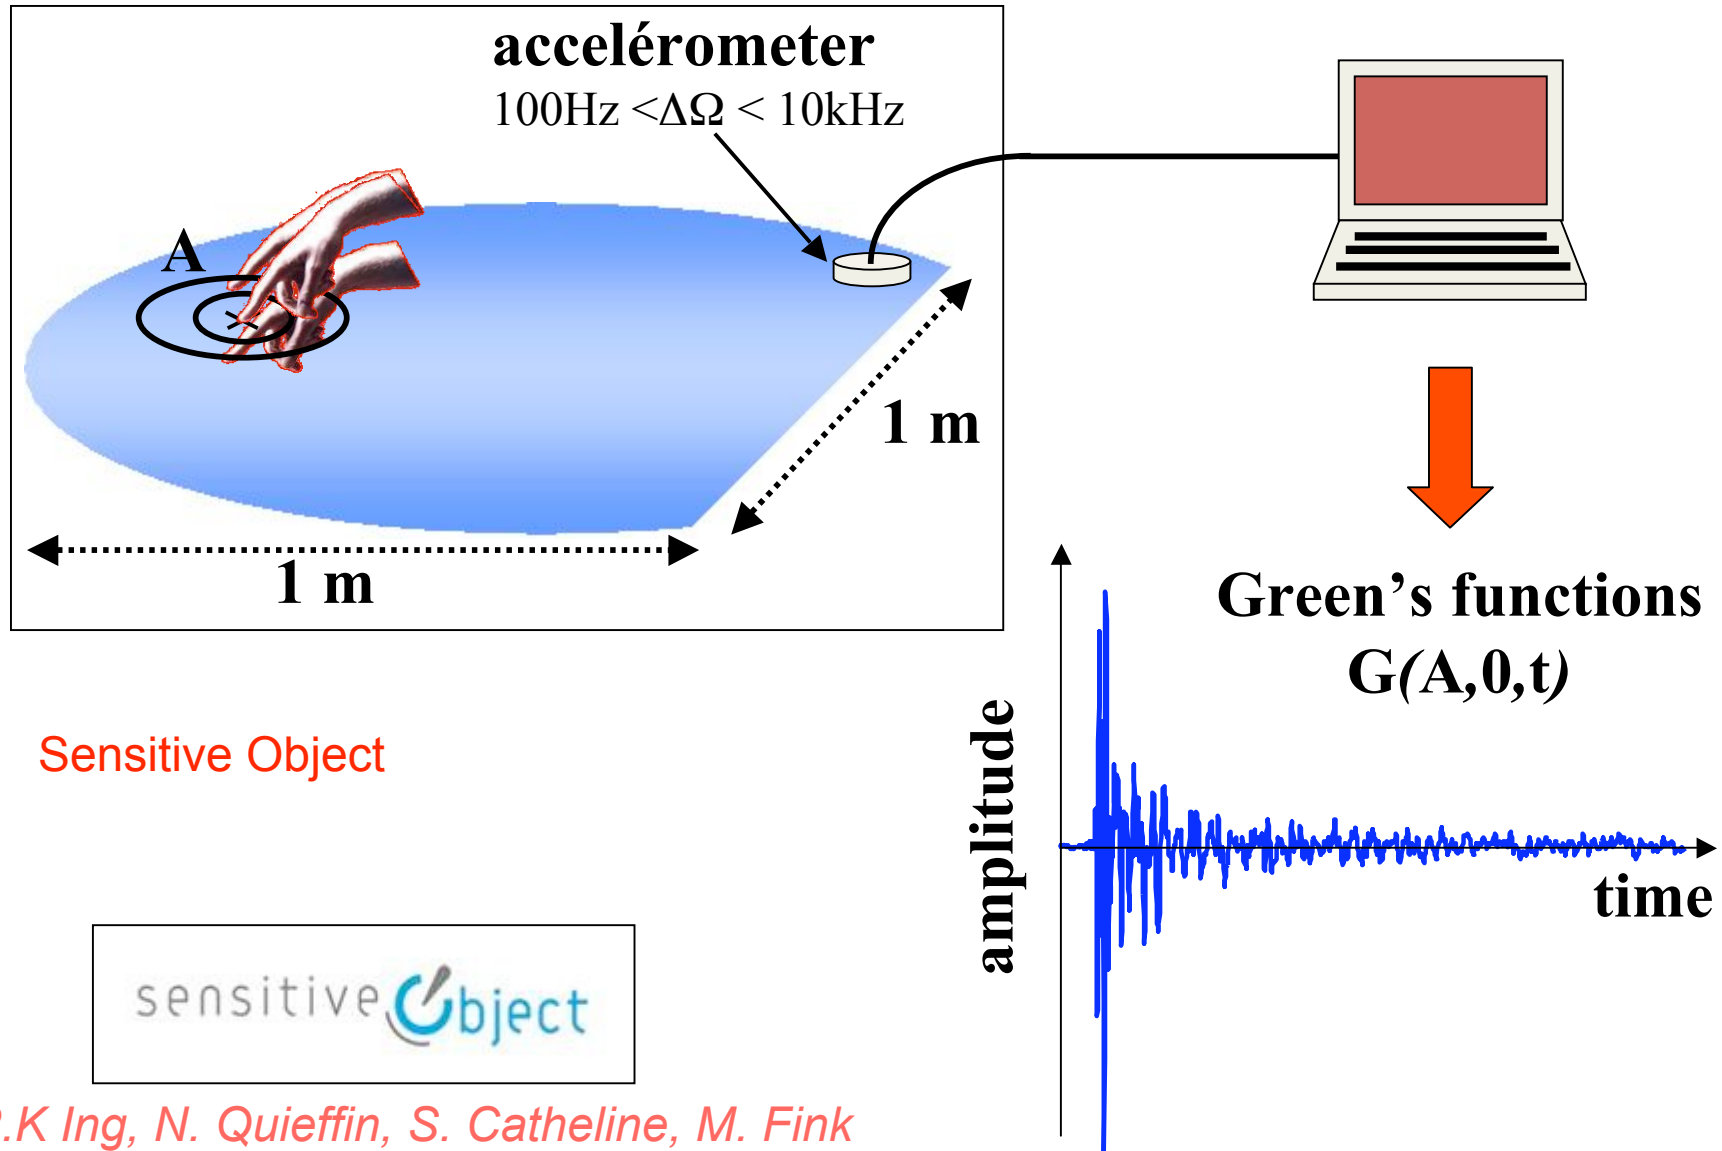 accelérometer
100Hz <ΔΩ < 10kHz
A
1 m
1 m
Green's functions
G(A,0,t)
amplitude
time
Sensitive Object
sensitive Object
.K Ing, N. Quieffin, S. Catheline, M. Fink